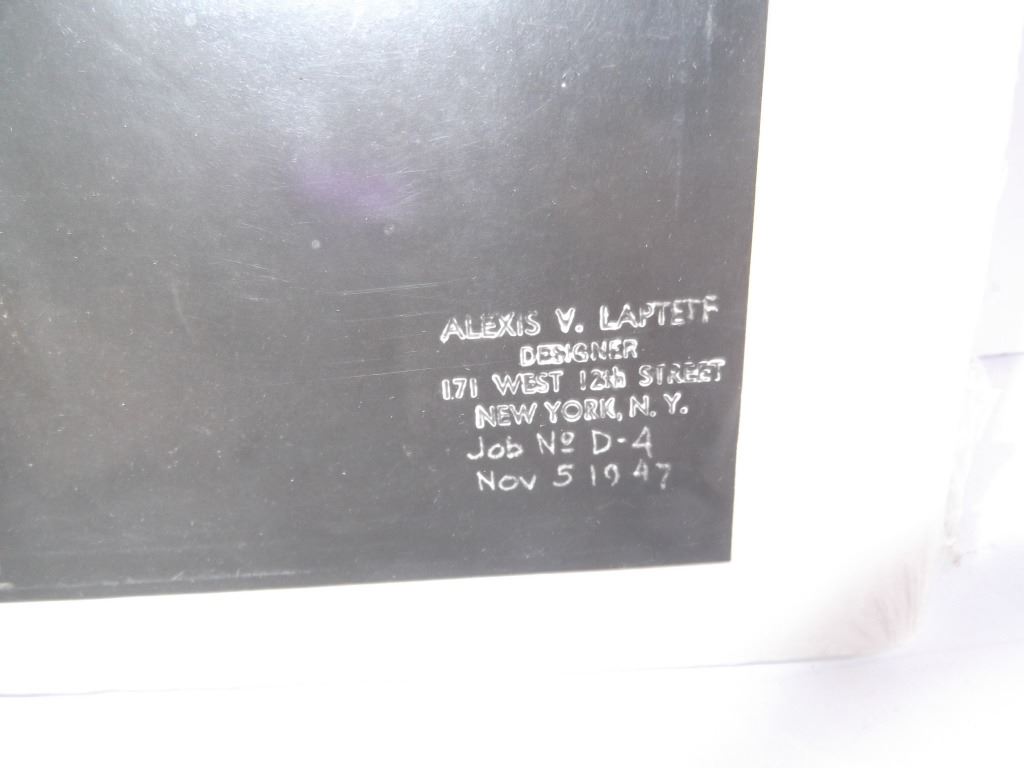 ALEXIS V. LAPTEFF
DESIGNER
171 WEST 12th STREET
NEW YORK, N. Y.
Job Nº D-4
Nov 5 1947